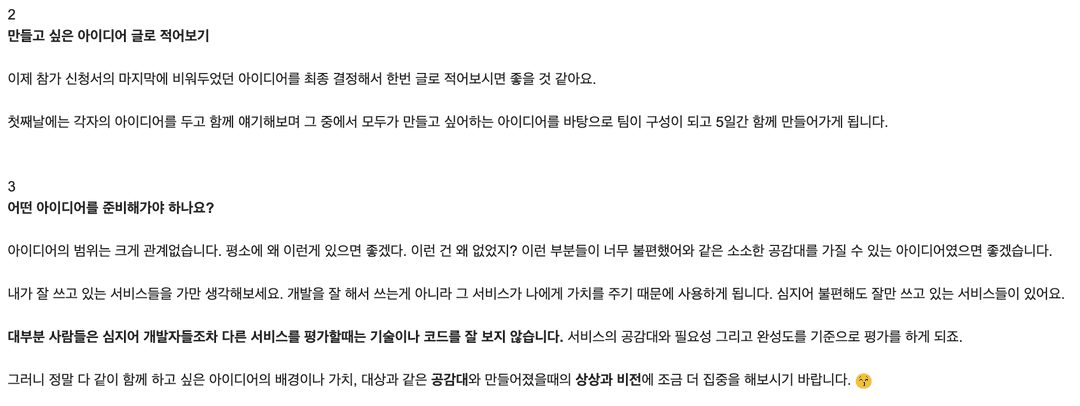 2
만들고 싶은 아이디어 글로 적어보기
이제 참가 신청서의 마지막에 비워두었던 아이디어를 최종 결정해서 한번 글로 적어보시면 좋을 것 같아요.
첫째날에는 각자의 아이디어를 두고 함께 얘기해보며 그 중에서 모두가 만들고 싶어하는 아이디어를 바탕으로 팀이 구성이 되고 5일간 함께 만들어가게 됩니다.
3
어떤 아이디어를 준비해가야 하나요?
아이디어의 범위는 크게 관계없습니다. 평소에 왜 이런게 있으면 좋겠다. 이런 건 왜 없었지? 이런 부분들이 너무 불편했어와 같은 소소한 공감대를 가질 수 있는 아이디어였으면 좋겠습니다.
내가 잘 쓰고 있는 서비스들을 가만 생각해보세요. 개발을 잘 해서 쓰는게 아니라 그 서비스가 나에게 가치를 주기 때문에 사용하게 됩니다. 심지어 불편해도 잘만 쓰고 있는 서비스들이 있어요.
대부분 사람들은 심지어 개발자들조차 다른 서비스를 평가할때는 기술이나 코드를 잘 보지 않습니다. 서비스의 공감대와 필요성 그리고 완성도를 기준으로 평가를 하게 되죠.
그러니 정말 다 같이 함께 하고 싶은 아이디어의 배경이나 가치, 대상과 같은 공감대와 만들어졌을때의 상상과 비전에 조금 더 집중을 해보시기 바랍니다. 😚